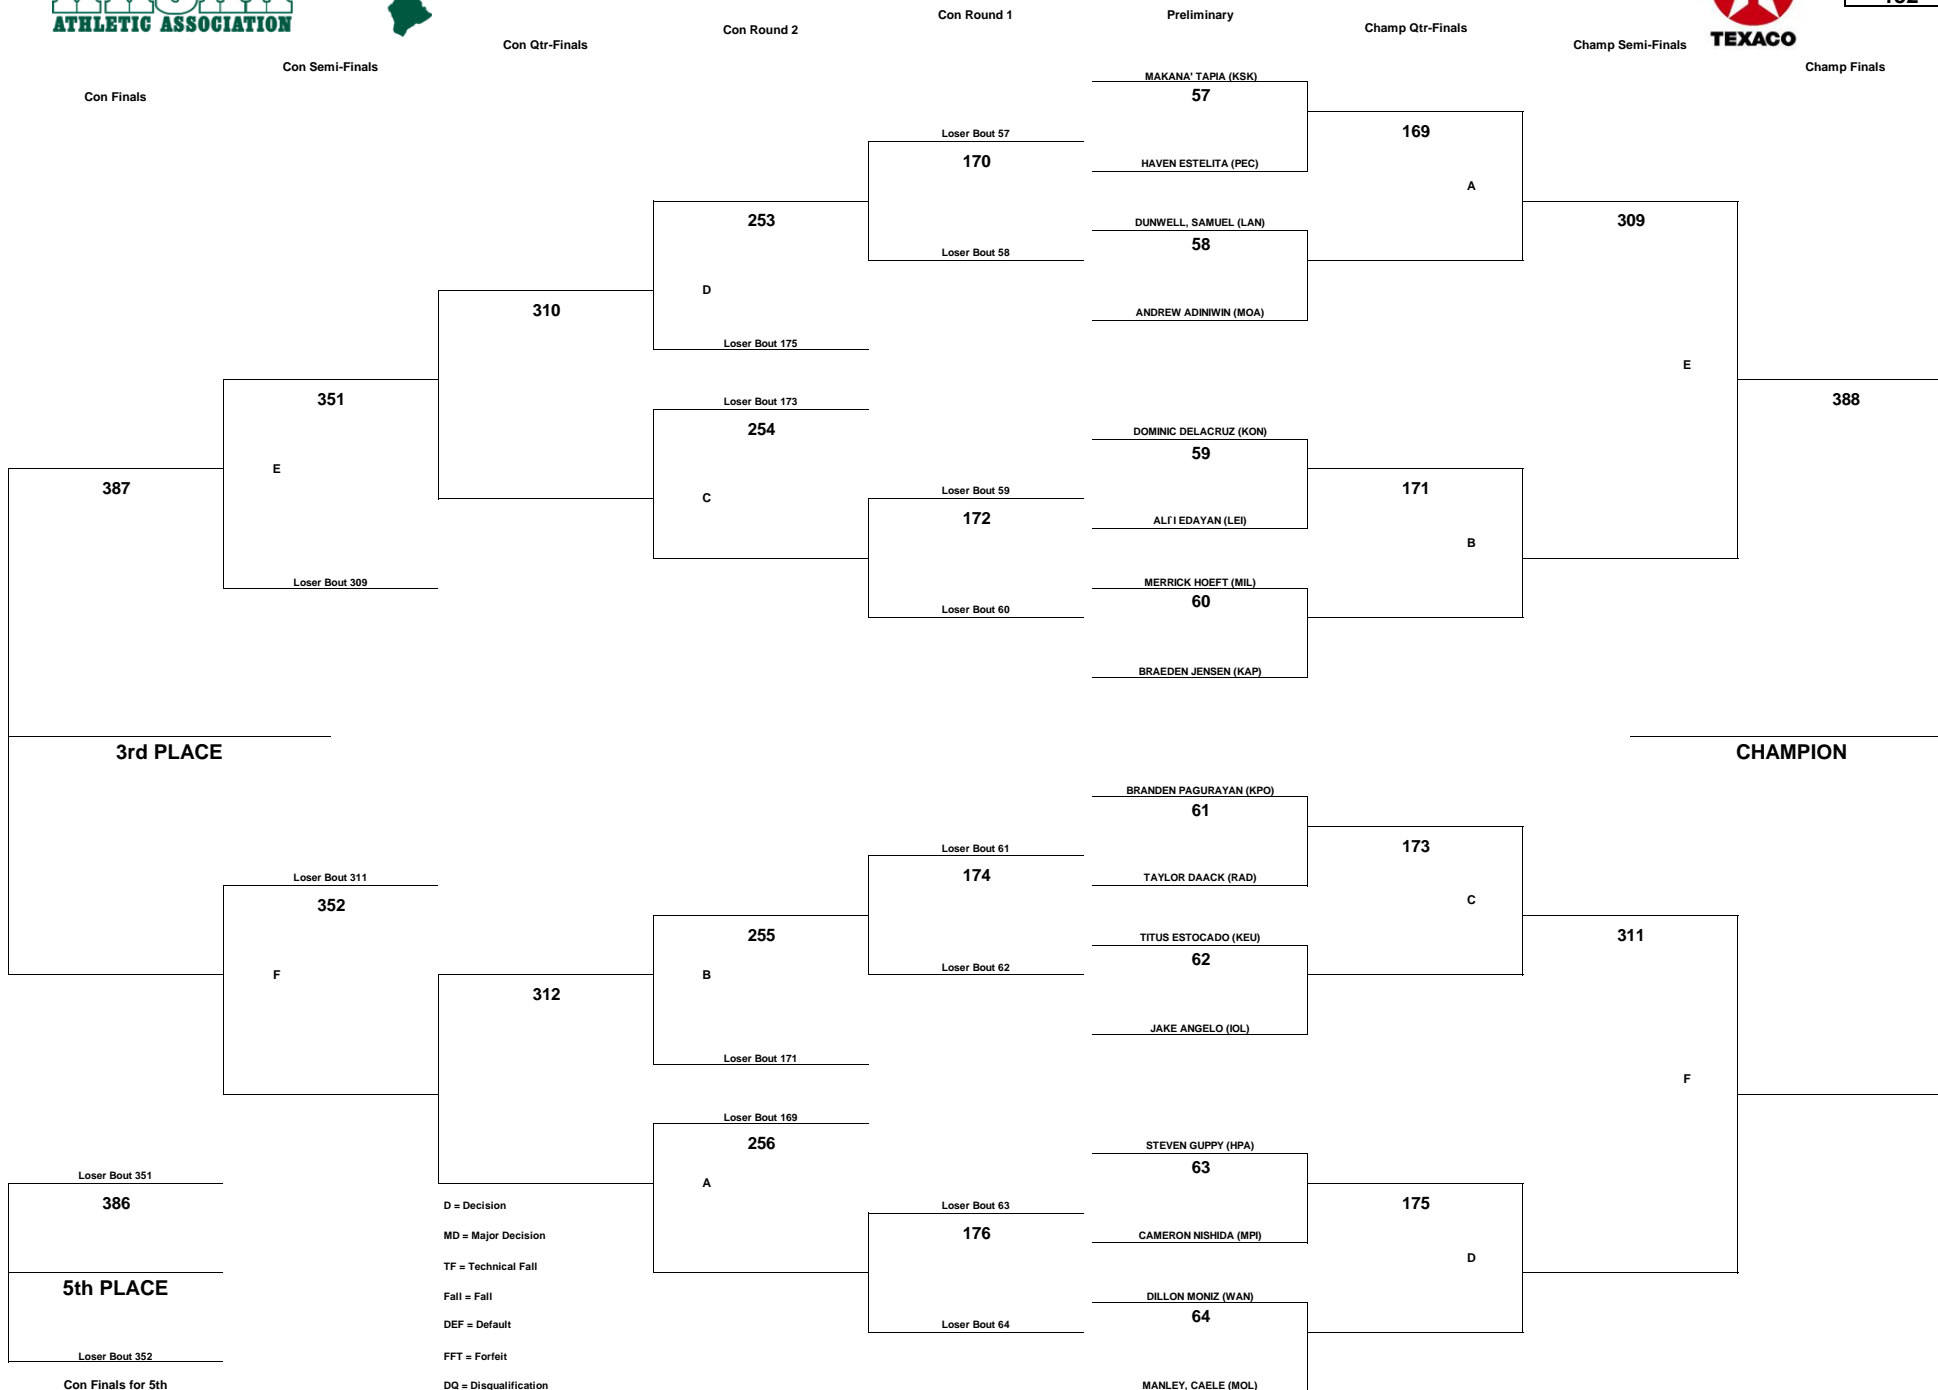 ATHLETIC ASSOCIATION
TEXACO
Con Finals
Con Semi-Finals
Con Qtr-Finals
Con Round 2
Con Round 1
Preliminary
Champ Qtr-Finals
Champ Semi-Finals
Champ Finals
MAKANA' TAPIA (KSK)
57
HAVEN ESTELITA (PEC)
Loser Bout 57
170
Loser Bout 58
169
A
DUNWELL, SAMUEL (LAN)
58
ANDREW ADINIWIN (MOA)
253
D
Loser Bout 175
309
310
E
351
E
Loser Bout 309
Loser Bout 173
254
C
DOMINIC DELACRUZ (KON)
59
EDAYAN (LEI)
388
387
Loser Bout 59
172
Loser Bout 60
171
B
MERRICK HOEFT (MIL)
60
BRAEDEN JENSEN (KAP)
3rd PLACE
CHAMPION
BRANDEN PAGURAYAN (KPO)
61
TAYLOR DAACK (RAD)
Loser Bout 61
174
Loser Bout 62
173
C
Loser Bout 311
352
F
TITUS ESTOCADO (KEU)
62
JAKE ANGELO (IOL)
255
B
Loser Bout 171
311
312
F
Loser Bout 169
256
A
STEVEN GUPPY (HPA)
63
CAMERON NISHIDA (MPI)
Loser Bout 351
386
5th PLACE
Loser Bout 352
Con Finals for 5th
D = Decision
MD = Major Decision
TF = Technical Fall
Fall = Fall
DEF = Default
FFT = Forfeit
DQ = Disqualification
Loser Bout 63
176
Loser Bout 64
175
D
DILLON MONIZ (WAN)
64
MANLEY, CAELE (MOL)